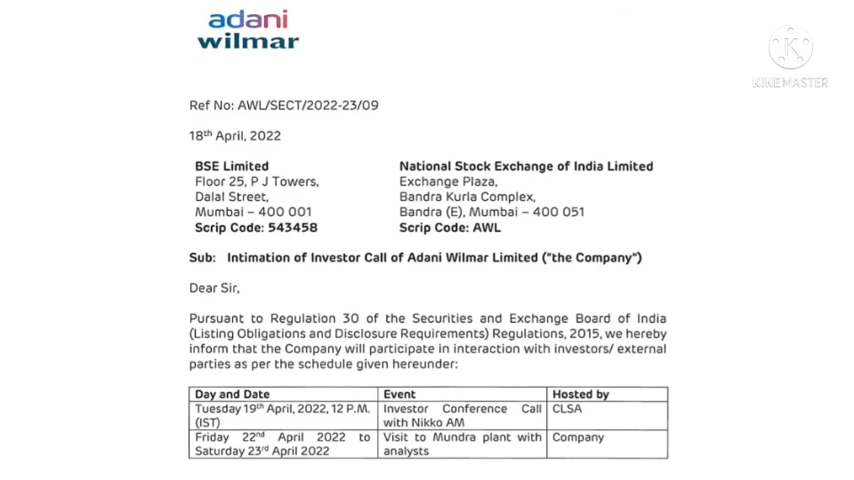 adani
wilmar
KINEMASTER
Ref No: AWL/SECT/2022-23/09
18th April, 2022
BSE Limited
Floor 25, P J Towers,
Dalal Street,
Mumbai – 400 001
Scrip Code: 543458
National Stock Exchange of India Limited
Exchange Plaza,
Bandra Kurla Complex,
Bandra (E), Mumbai – 400 051
Scrip Code: AWL
Sub: Intimation of Investor Call of Adani Wilmar Limited ("the Company")
Dear Sir,
Pursuant to Regulation 30 of the Securities and Exchange Board of India
(Listing Obligations and Disclosure Requirements) Regulations, 2015, we hereby
inform that the Company will participate in interaction with investors/ external
parties as per the schedule given hereunder:
Day and Date Event Hosted by
Tuesday 19th April, 2022, 12 P.M. Investor Conference Call CLSA
(IST) with Nikko AM
Friday 22nd April 2022 to Visit to Mundra plant with Company
Saturday 23rd April 2022 analysts